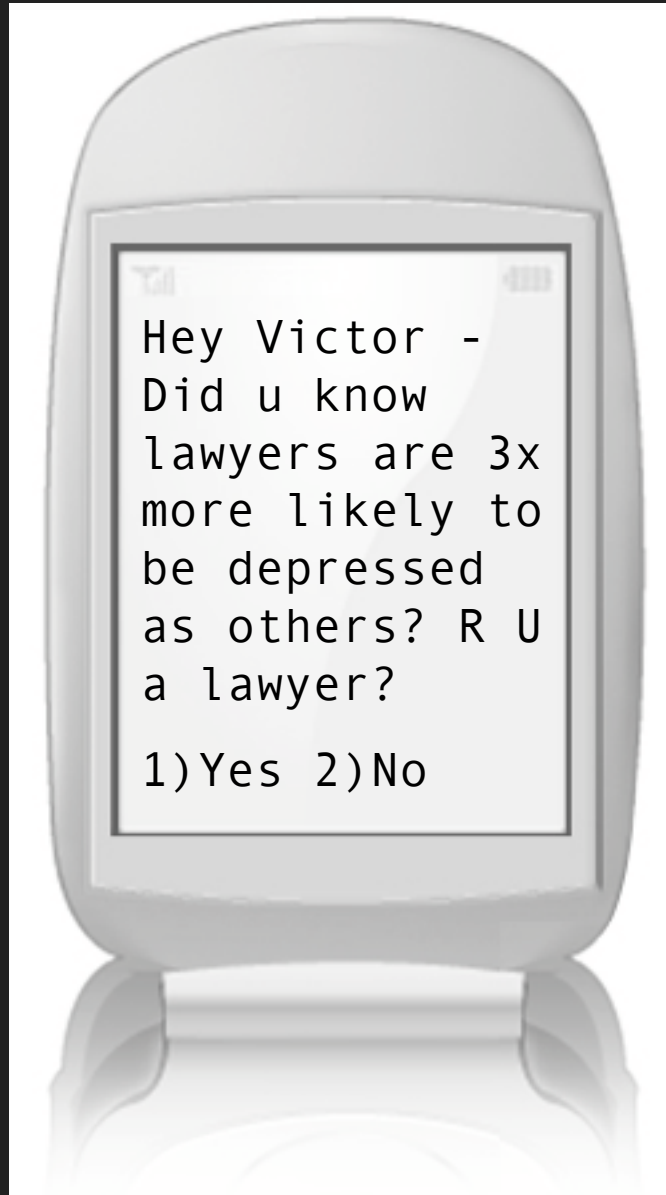 Hey Victor -
Did u know
lawyers are 3x
more likely to
be depressed
as others? R U
a lawyer?
1)Yes 2)No